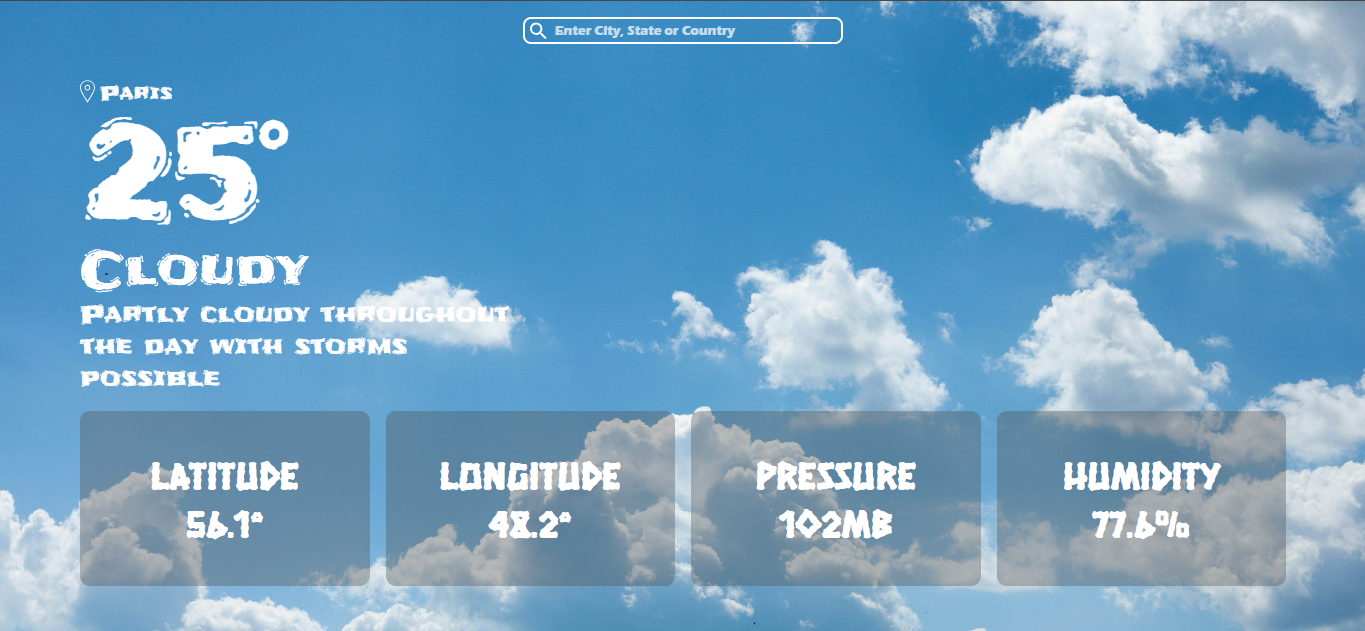 Enter City, State or Country
Paris
25°
Cloudy
Partly cloudy throughout
the day with storms
possible
LATITUDE
56.1°
LONGITUDE
48.2°
PRESSURE
102MB
HUMIDITY
77.6%